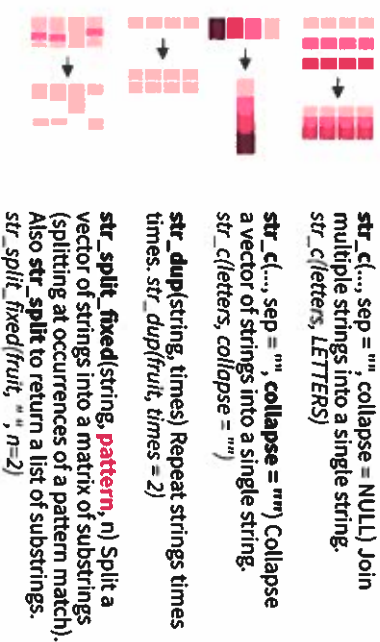 str_c(..., sep = "", collapse = NULL) Join
multiple strings into a single string.
str_c(letters, LETTERS)
str_c(..., sep = "", collapse = "") Collapse
a vector of strings into a single string.
str_c(letters, collapse = "")
str_dup(string, times) Repeat strings times
times. str_dup(fruit, times = 2)
str_split_fixed(string, pattern, n) Split a
vector of strings into a matrix of substrings
(splitting at occurrences of a pattern match).
Also str_split to return a list of substrings.
str_split_fixed(fruit, " ", n=2)